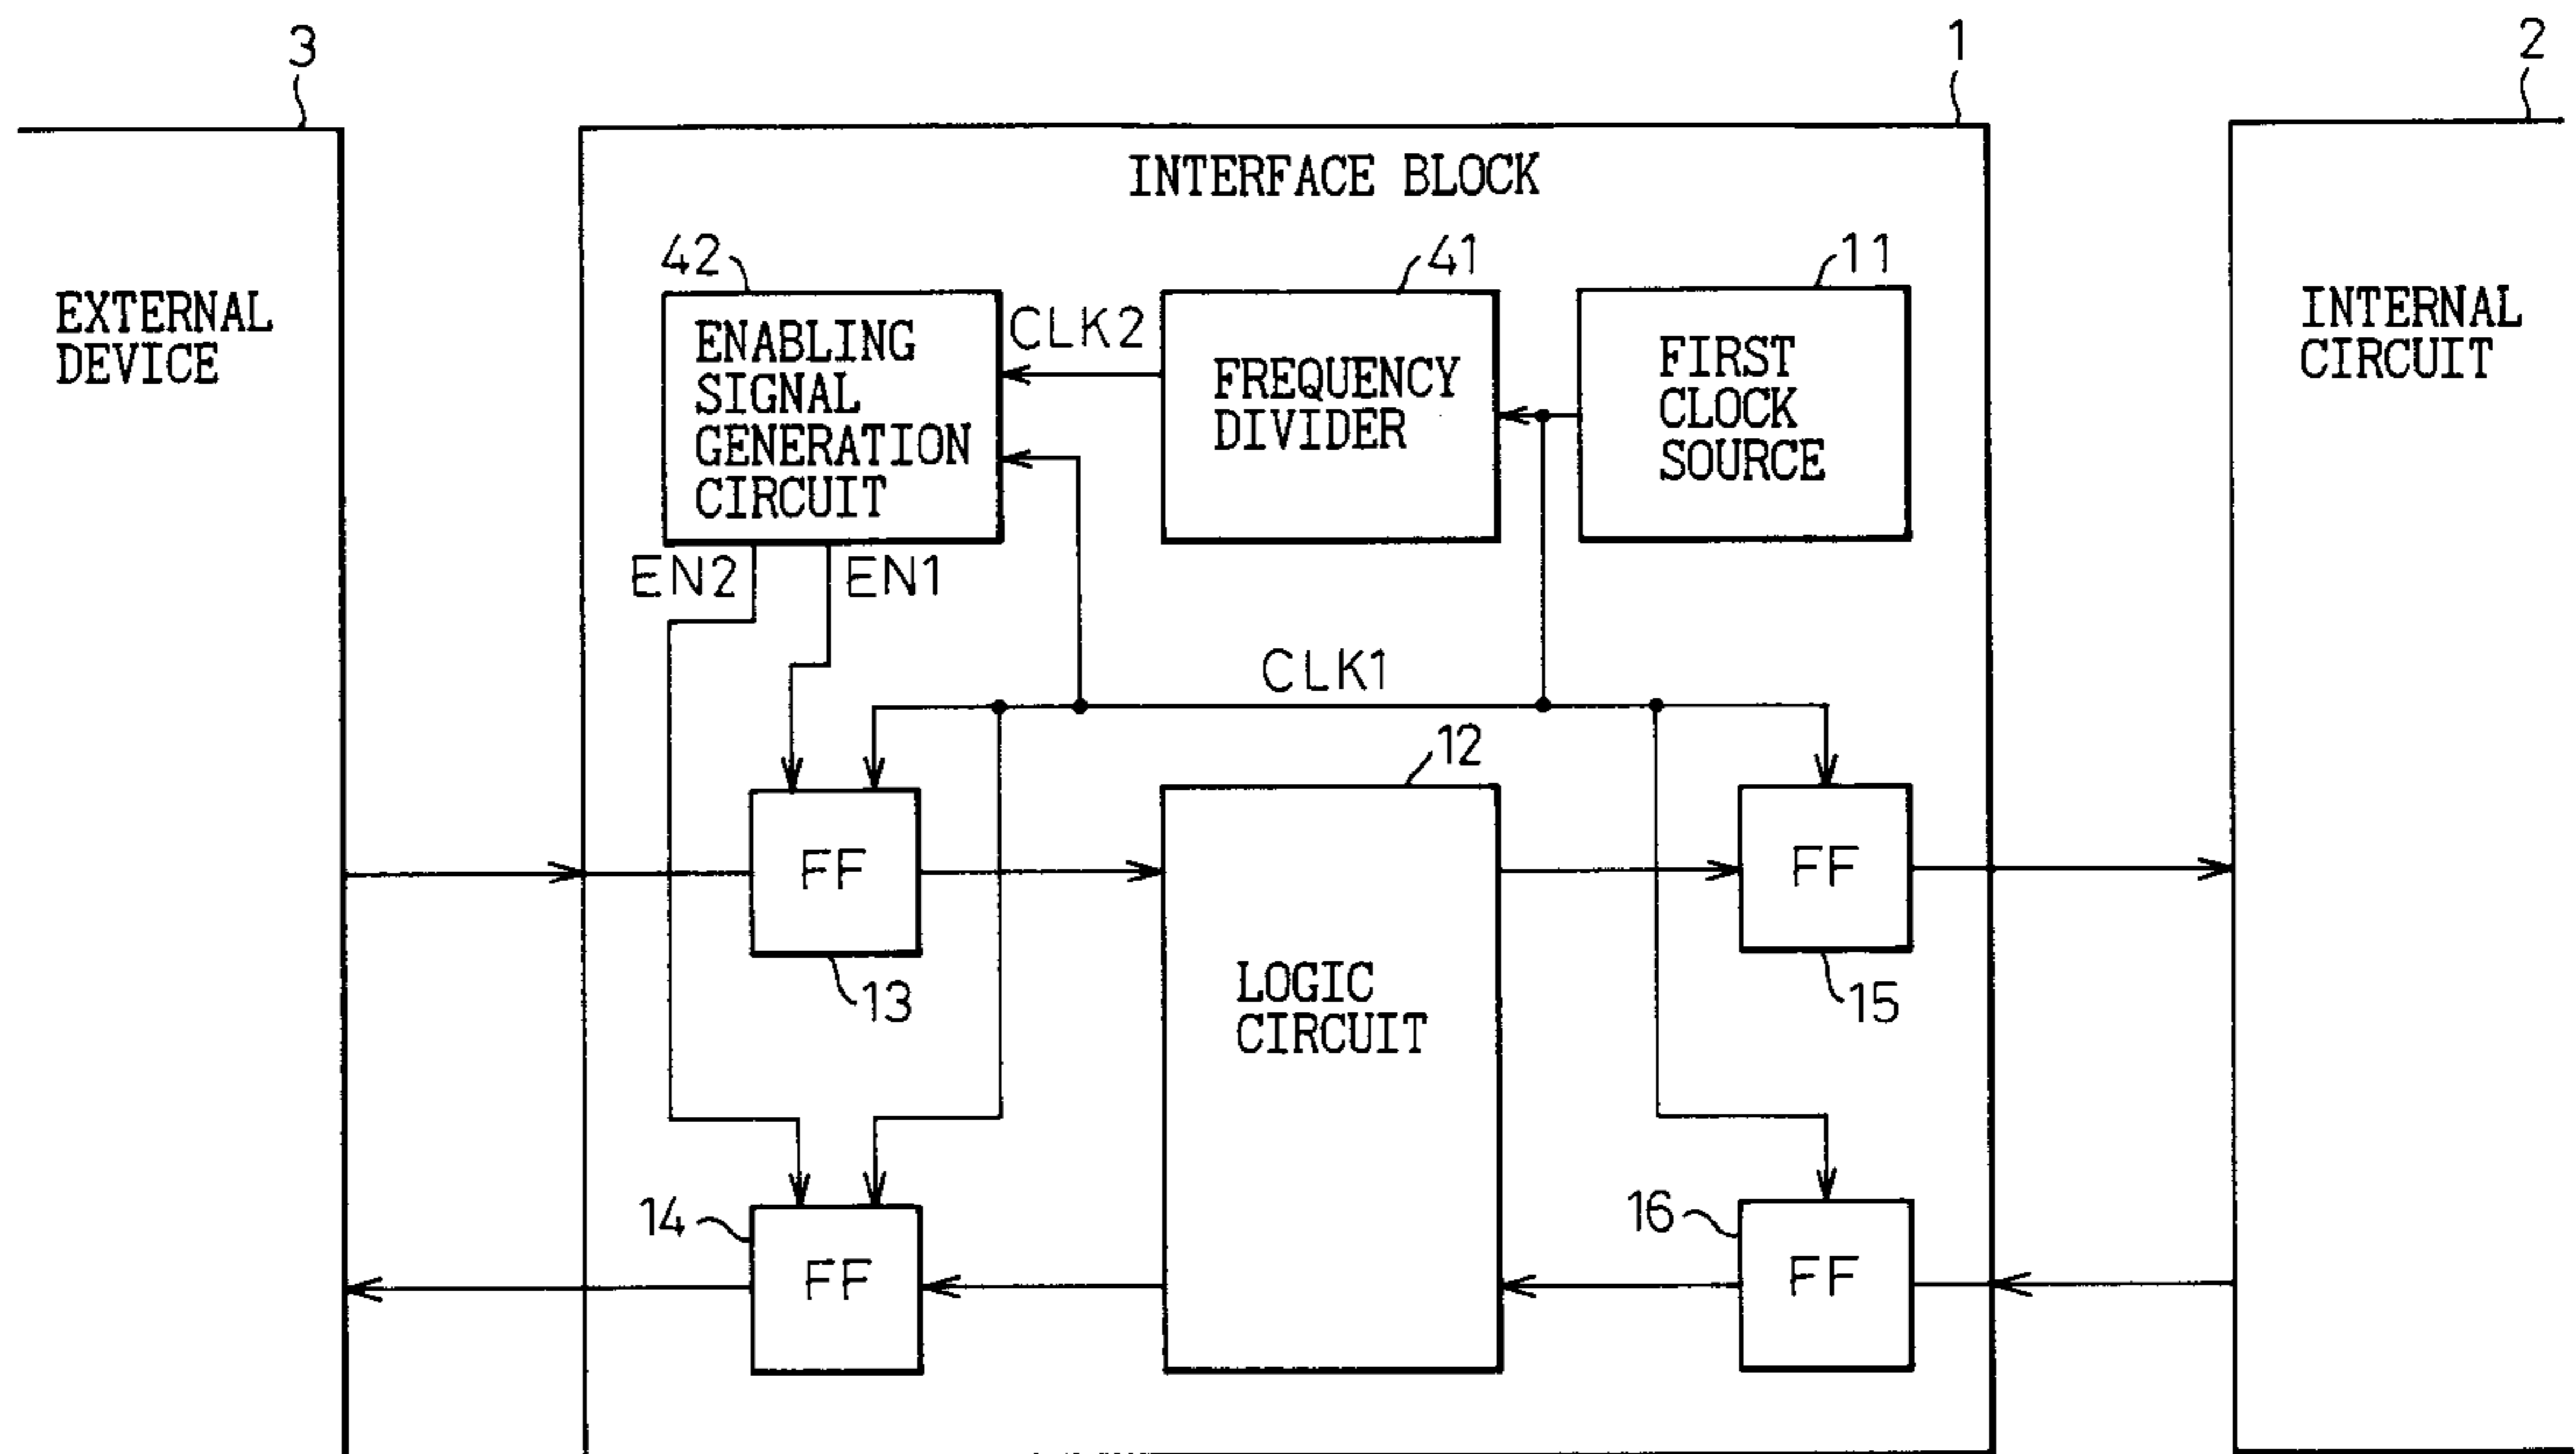 3
1
2
INTERFACE BLOCK
EXTERNAL
DEVICE
42
ENABLING
SIGNAL
GENERATION
CIRCUIT
CLK2
41
FREQUENCY
DIVIDER
11
FIRST
CLOCK
SOURCE
INTERNAL
CIRCUIT
EN2
EN1
CLK1
12
LOGIC
CIRCUIT
FF
13
FF
15
14
FF
16
FF